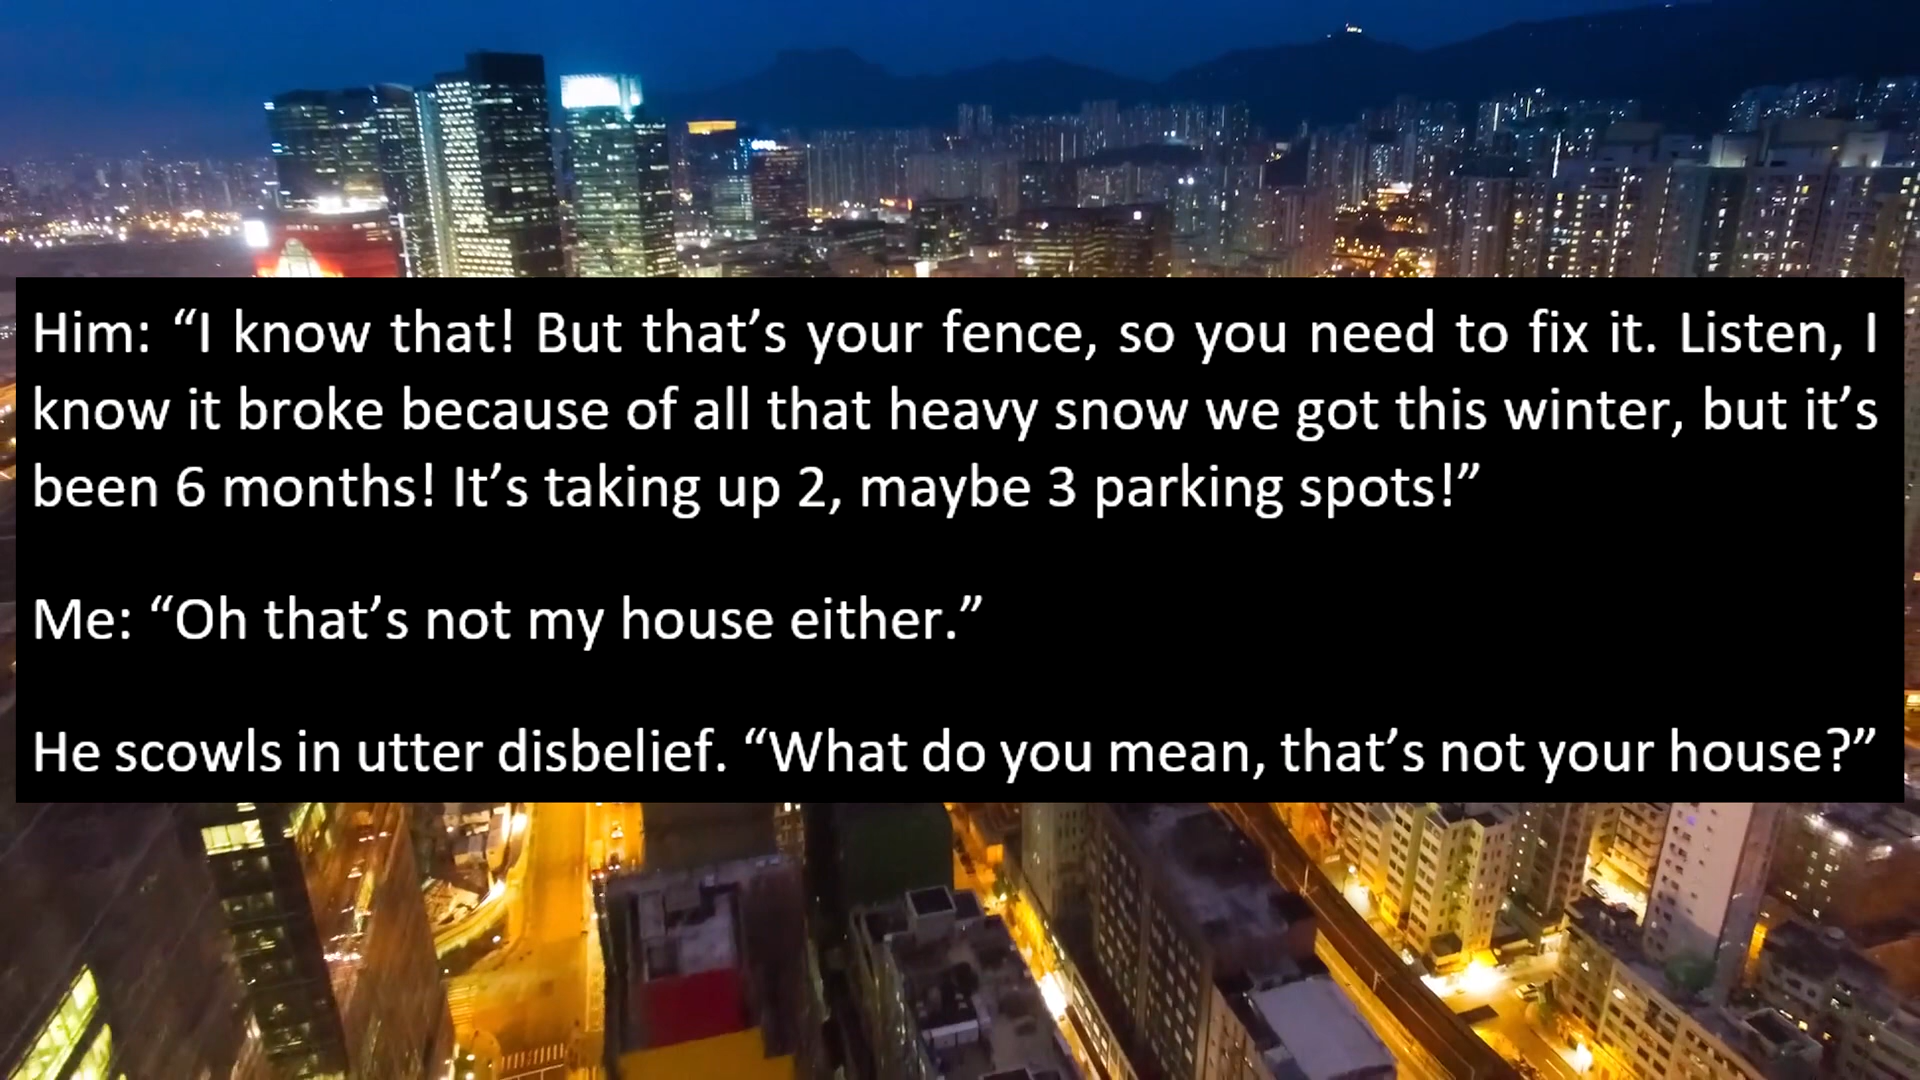 Him: “I know that! But that’s your fence, so you need to fix it. Listen, I
know it broke because of all that heavy snow we got this winter, but it’s
been 6 months! It’s taking up 2, maybe 3 parking spots!”
Me: “Oh that’s not my house either.”
He scowls in utter disbelief. “What do you mean, that’s not your house?”